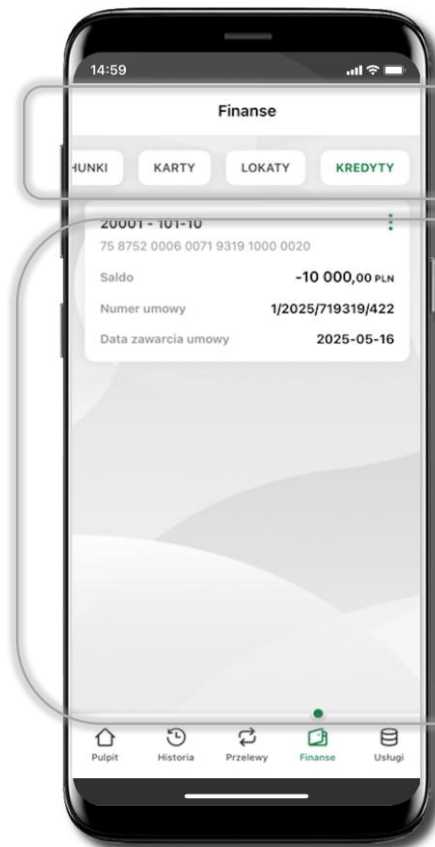 14:59
Finanse
HUNKI KARTY LOKATY KREDYTY
20001 - 101-10
75 8752 0006 0071 9319 1000 0020
Saldo -10 000,00 PLN
Numer umowy 1/2025/719319/422
Data zawarcia umowy 2025-05-16
Pulpit Historia Przelewy Finanse Usługi